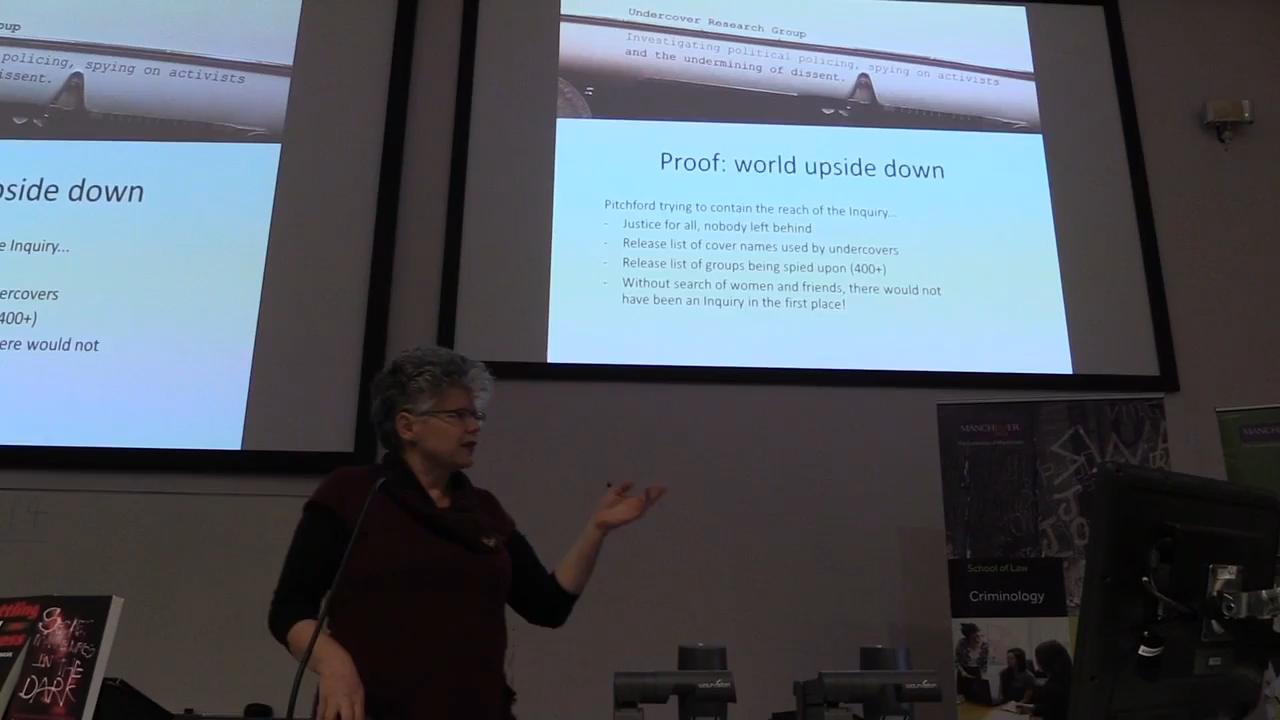 oup
policing, spying on activists
issent.
pside down
e Inquiry...
ercovers
400+)
ere would not
Undercover Research Group
Investigating political policing, spying on activists
and the undermining of dissent.
Proof: world upside down
Pitchford trying to contain the reach of the Inquiry...
- Justice for all, nobody left behind
- Release list of cover names used by undercovers
- Release list of groups being spied upon (400+)
- Without search of women and friends, there would not
have been an Inquiry in the first place!
School of Law
Criminology
SECRET
IN THE
DARK